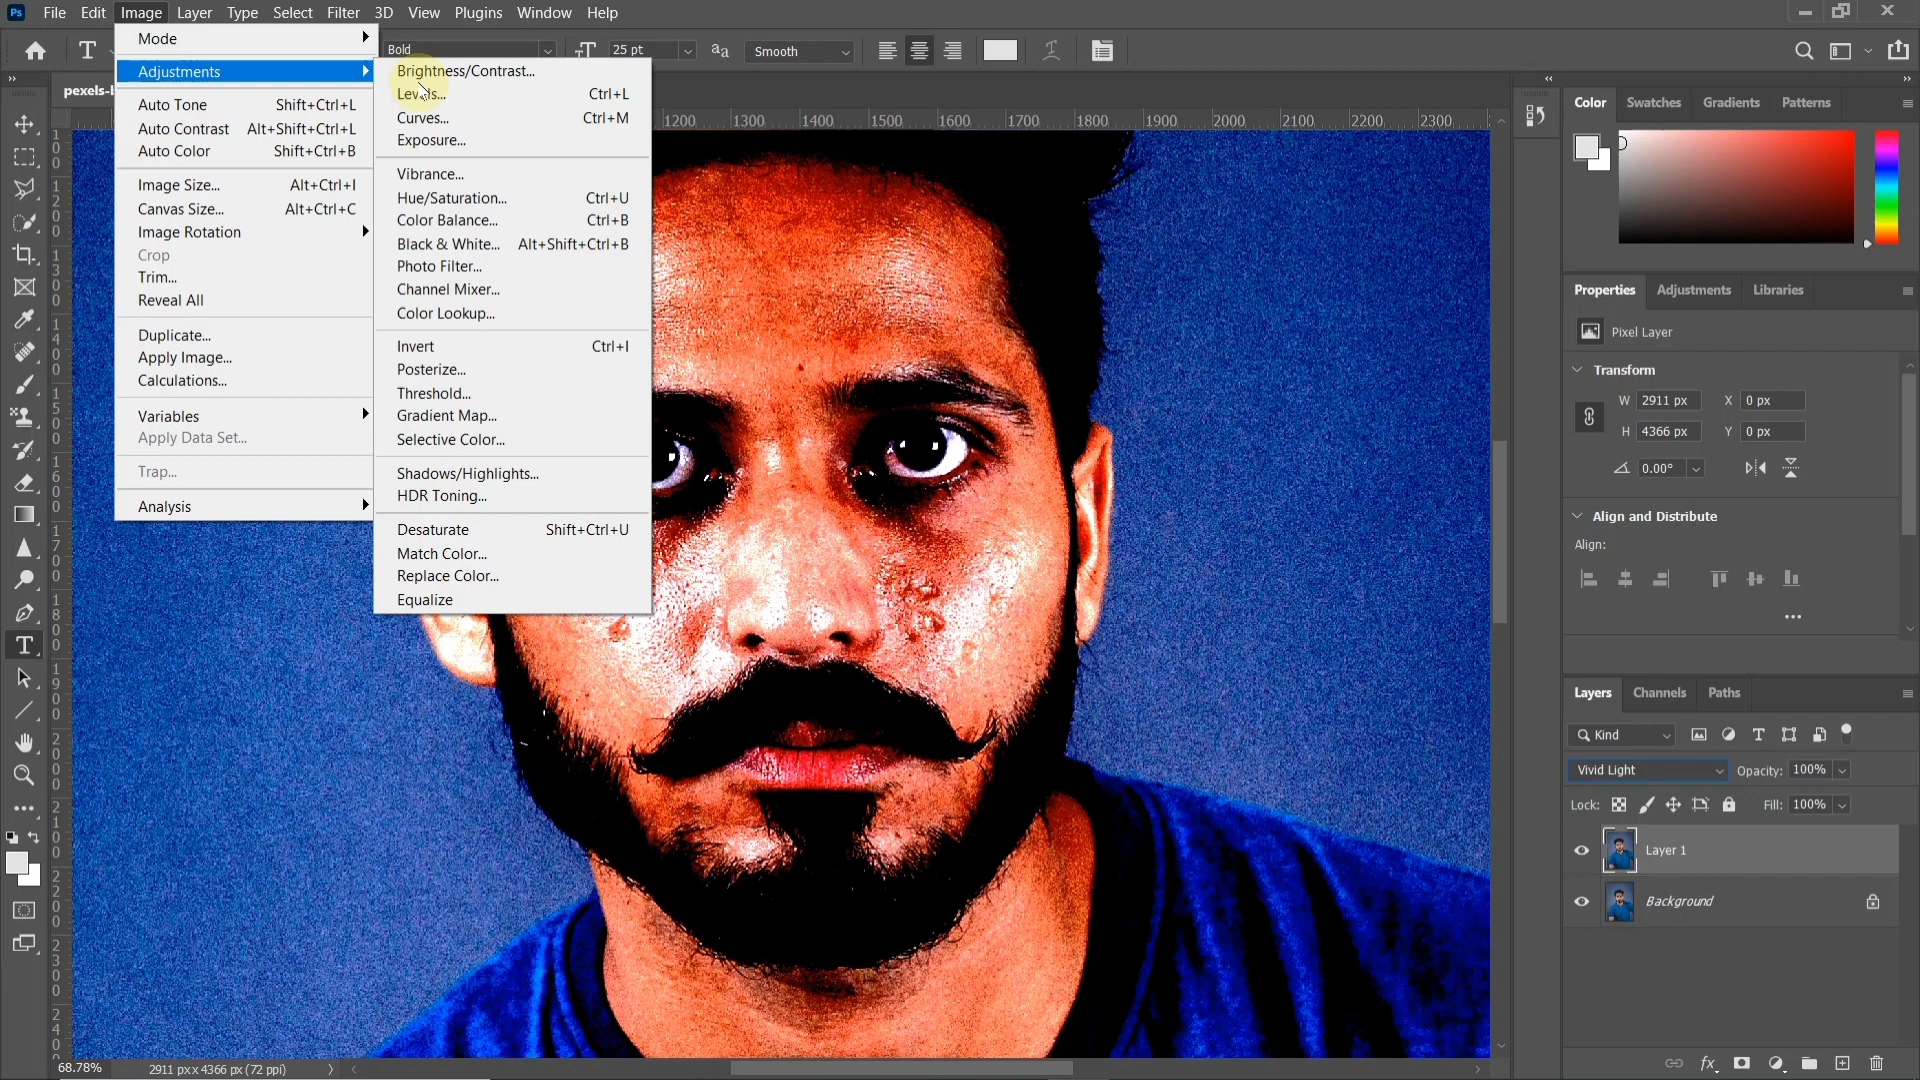 Ps File Edit Image Layer Type Select Filter 3D View Plugins Window Help
T Bold T 25 pt aa Smooth
pexels-b
Mode
Adjustments
Auto Tone Shift+Ctrl+L
Auto Contrast Alt+Shift+Ctrl+L
Auto Color Shift+Ctrl+B
Image Size... Alt+Ctrl+I
Canvas Size... Alt+Ctrl+C
Image Rotation
Crop
Trim...
Reveal All
Duplicate...
Apply Image...
Calculations...
Variables
Apply Data Set...
Trap...
Analysis
Brightness/Contrast...
Levels... Ctrl+L
Curves... Ctrl+M
Exposure...
Vibrance...
Hue/Saturation... Ctrl+U
Color Balance... Ctrl+B
Black & White... Alt+Shift+Ctrl+B
Photo Filter...
Channel Mixer...
Color Lookup...
Invert Ctrl+I
Posterize...
Threshold...
Gradient Map...
Selective Color...
Shadows/Highlights...
HDR Toning...
Desaturate Shift+Ctrl+U
Match Color...
Replace Color...
Equalize
1200 1300 1400 1500 1600 1700 1800 1900 2000 2100 2200 2300
Color Swatches Gradients Patterns
Properties Adjustments Libraries
Pixel Layer
Transform
W 2911 px X 0 px
H 4366 px Y 0 px
0.00°
Align and Distribute
Align:
Layers Channels Paths
Kind
Vivid Light Opacity: 100%
Lock: Fill: 100%
Layer 1
Background
fx
68.78% 2911 px x 4366 px (72 ppi)